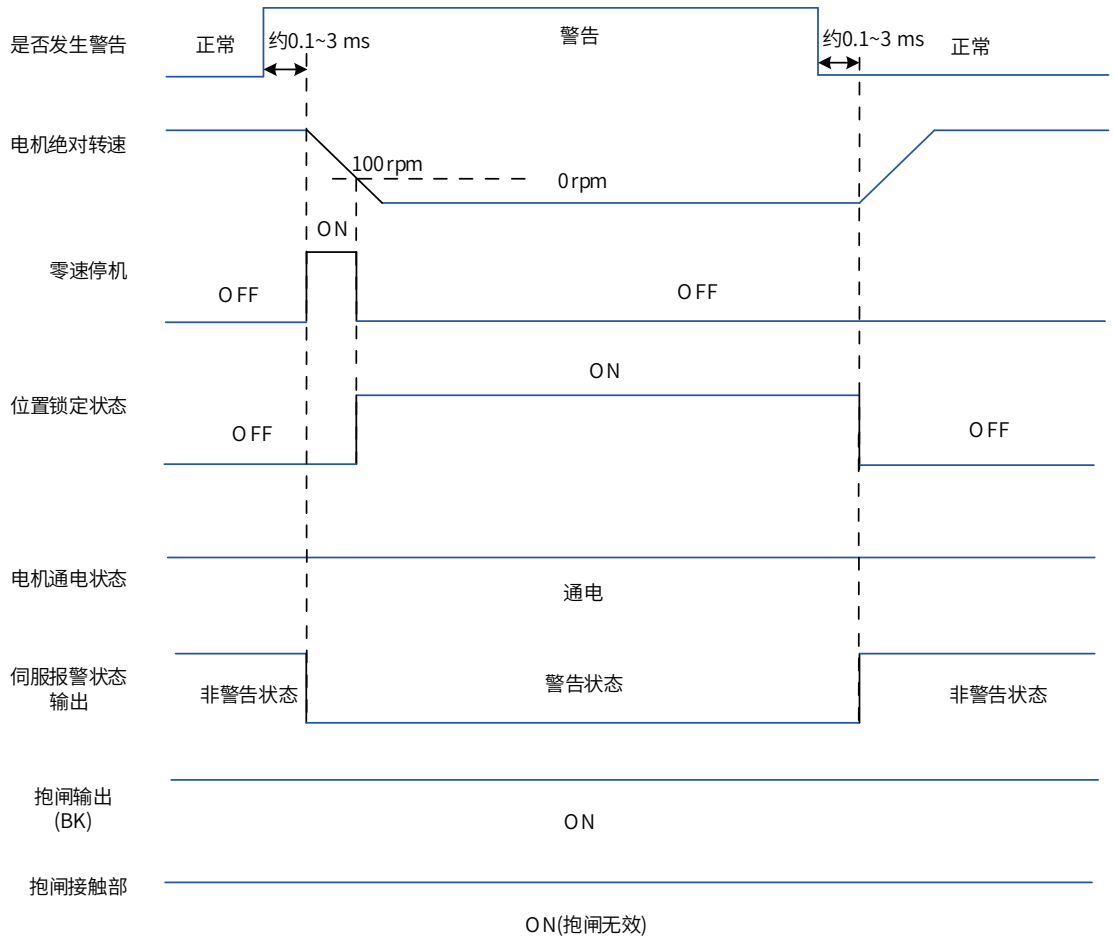 是否发生警告
正常
约0.1~3 ms
警告
约0.1~3 ms
正常
电机绝对转速
100rpm
0rpm
零速停机
OFF
ON
OFF
位置锁定状态
OFF
ON
OFF
电机通电状态
通电
伺服报警状态
输出
非警告状态
警告状态
非警告状态
抱闸输出
(BK)
ON
抱闸接触部
ON(抱闸无效)